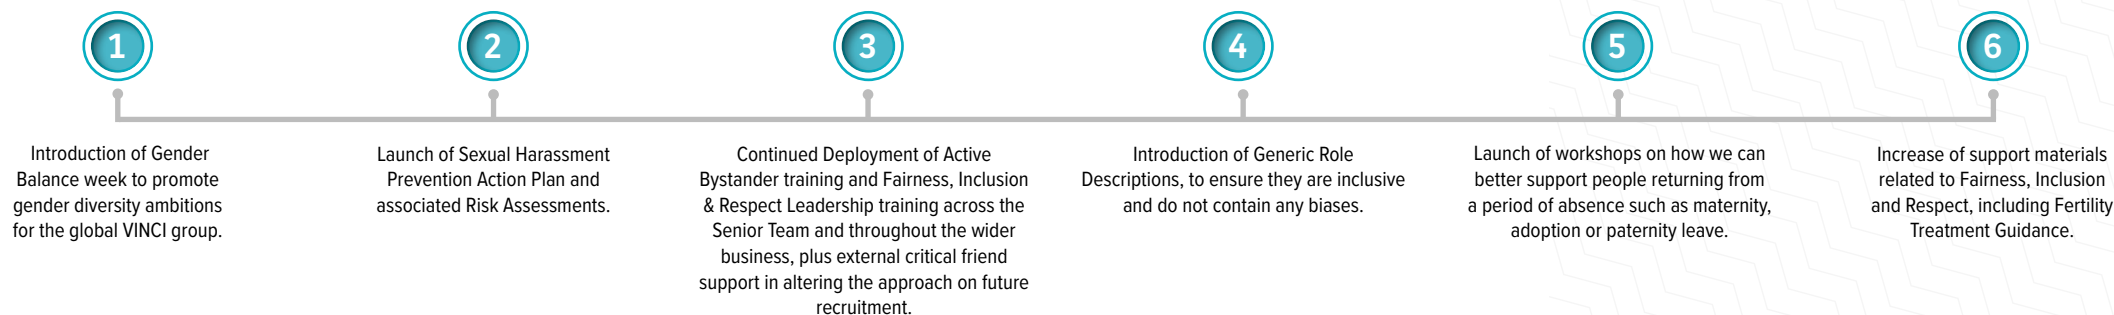 1
Introduction of Gender
Balance week to promote
gender diversity ambitions
for the global VINCI group.
2
Launch of Sexual Harassment
Prevention Action Plan and
associated Risk Assessments.
3
Continued Deployment of Active
Bystander training and Fairness, Inclusion
& Respect Leadership training across the
Senior Team and throughout the wider
business, plus external critical friend
support in altering the approach on future
recruitment.
4
Introduction of Generic Role
Descriptions, to ensure they are inclusive
and do not contain any biases.
5
Launch of workshops on how we can
better support people returning from
a period of absence such as maternity,
adoption or paternity leave.
6
Increase of support materials
related to Fairness, Inclusion
and Respect, including Fertility
Treatment Guidance.